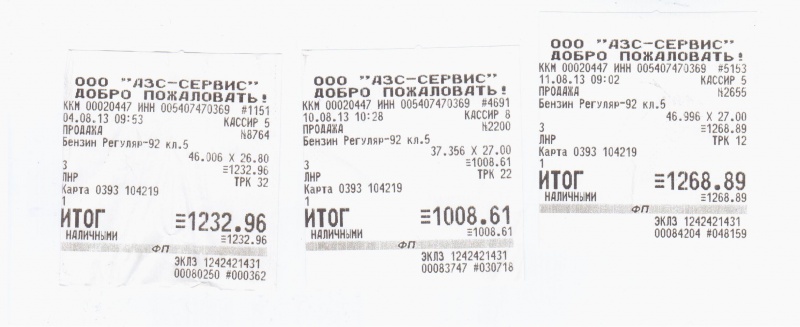 ООО "АЗС-СЕРВИС"
ДОБРО ПОЖАЛОВАТЬ!
ККМ 00020447 ИНН 005407470369 #1151
04.08.13 09:53 КАССИР 5
ПРОДАЖА №8764
Бензин Регуляр-92 кл.5
46.006 X 26.80
3 ≡1232.96
ЛНР ТРК 32
Карта 0393 104219
1
ИТОГ ≡1232.96
НАЛИЧНЫМИ ≡1232.96
ФП
ЭКЛЗ 1242421431
00080250 #000362
ООО "АЗС-СЕРВИС"
ДОБРО ПОЖАЛОВАТЬ!
ККМ 00020447 ИНН 005407470369 #4691
10.08.13 10:28 КАССИР 8
ПРОДАЖА №2200
Бензин Регуляр-92 кл.5
37.356 X 27.00
3 ≡1008.61
ЛНР ТРК 22
Карта 0393 104219
1
ИТОГ ≡1008.61
НАЛИЧНЫМИ ≡1008.61
ФП
ЭКЛЗ 1242421431
00083747 #030718
ООО "АЗС-СЕРВИС"
ДОБРО ПОЖАЛОВАТЬ!
ККМ 00020447 ИНН 005407470369 #5153
11.08.13 09:02 КАССИР 5
ПРОДАЖА №2655
Бензин Регуляр-92 кл.5
46.996 X 27.00
3 ≡1268.89
ЛНР ТРК 12
Карта 0393 104219
1
ИТОГ ≡1268.89
НАЛИЧНЫМИ ≡1268.89
ФП
ЭКЛЗ 1242421431
00084204 #048159